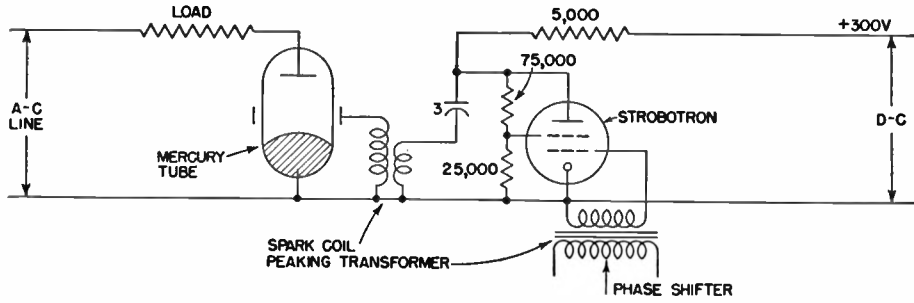 LOAD
5,000
+300V
75,000
A-C
LINE
3
STROBOTRON
D-C
MERCURY
TUBE
25,000
SPARK COIL
PEAKING TRANSFORMER
PHASE SHIFTER